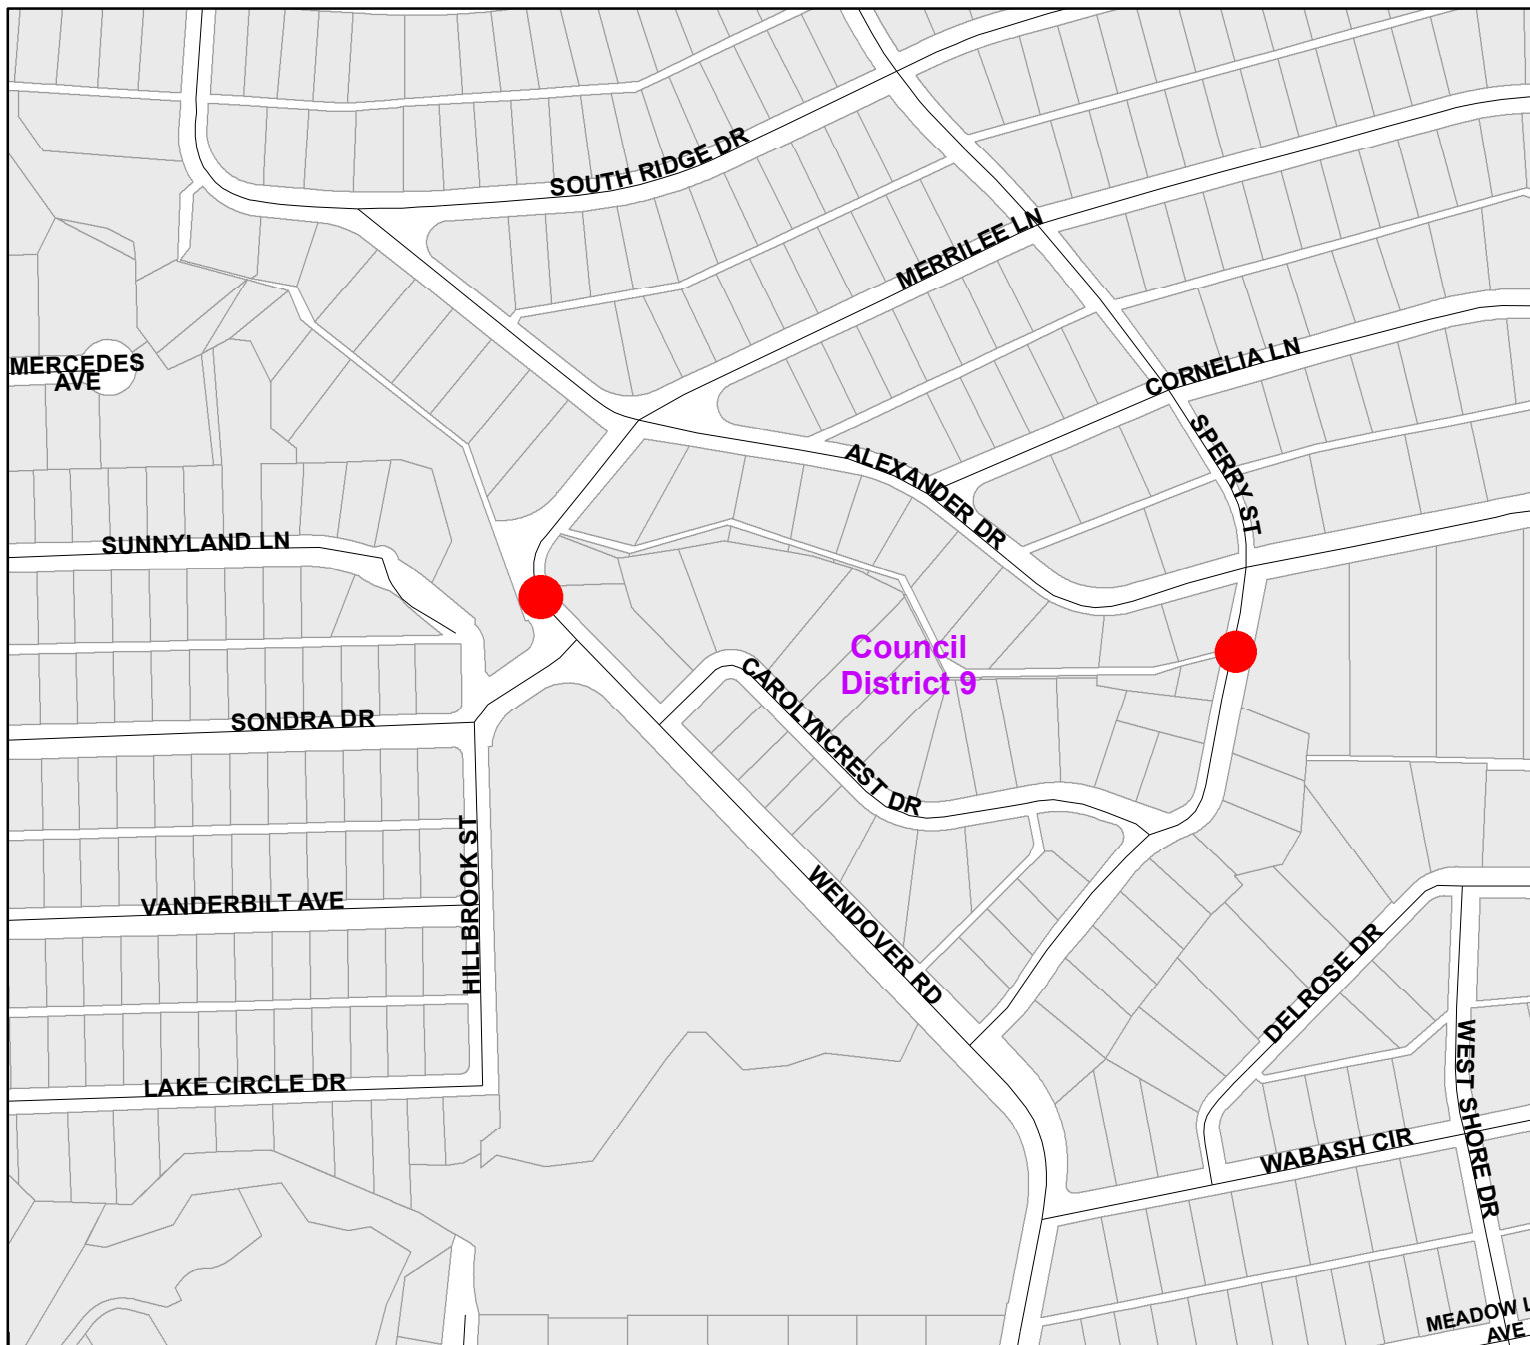 SOUTH RIDGE DR
MERRILEE LN
MERCEDES
AVE
CORNELIA LN
SPERRY ST
ALEXANDER DR
SUNNYLAND LN
Council
District 9
CAROLYNCREST DR
SONDRA DR
HILLBROOK ST
VANDERBILT AVE
WENDOVER RD
DELROSE DR
LAKE CIRCLE DR
WEST SHORE DR
WABASH CIR
MEADOW L
AVE